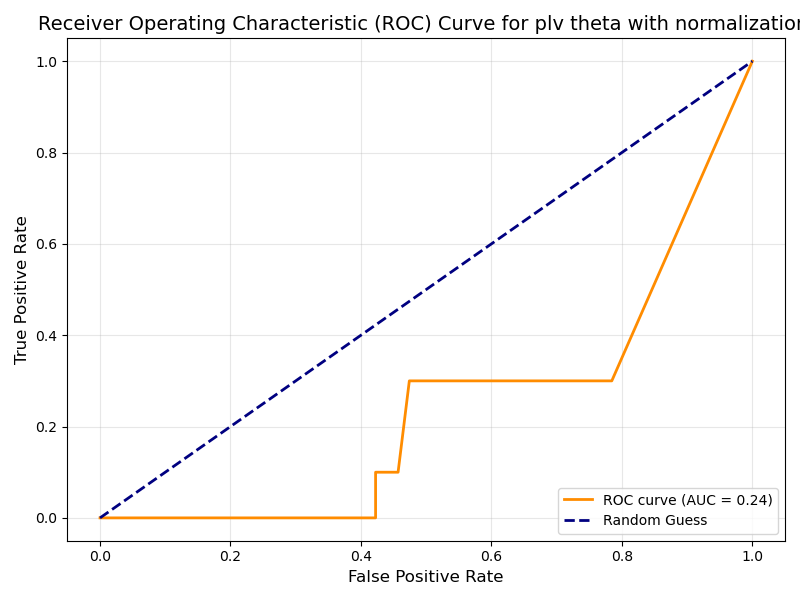 Receiver Operating Characteristic (ROC) Curve for plv theta with normalization
True Positive Rate
1.0
0.8
0.6
0.4
0.2
0.0
0.0 0.2 0.4 0.6 0.8 1.0
False Positive Rate
ROC curve (AUC = 0.24)
Random Guess